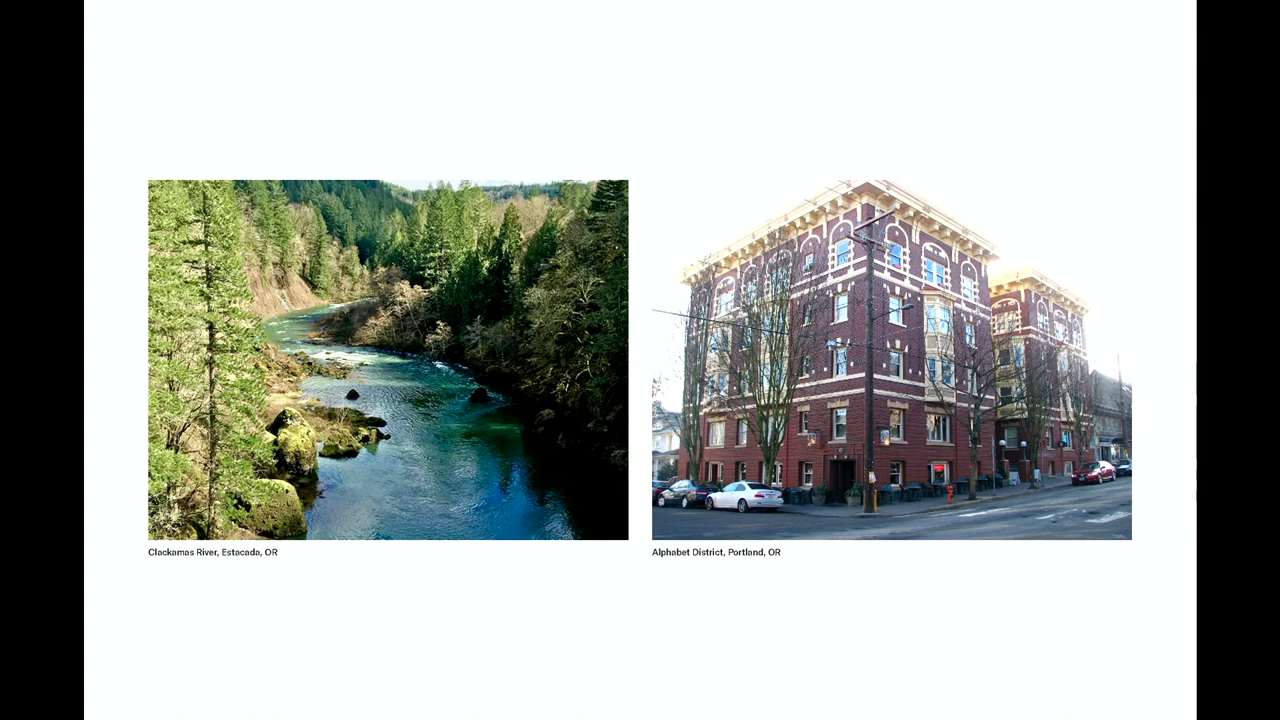 Clackamas River, Estacada, OR
Alphabet District, Portland, OR